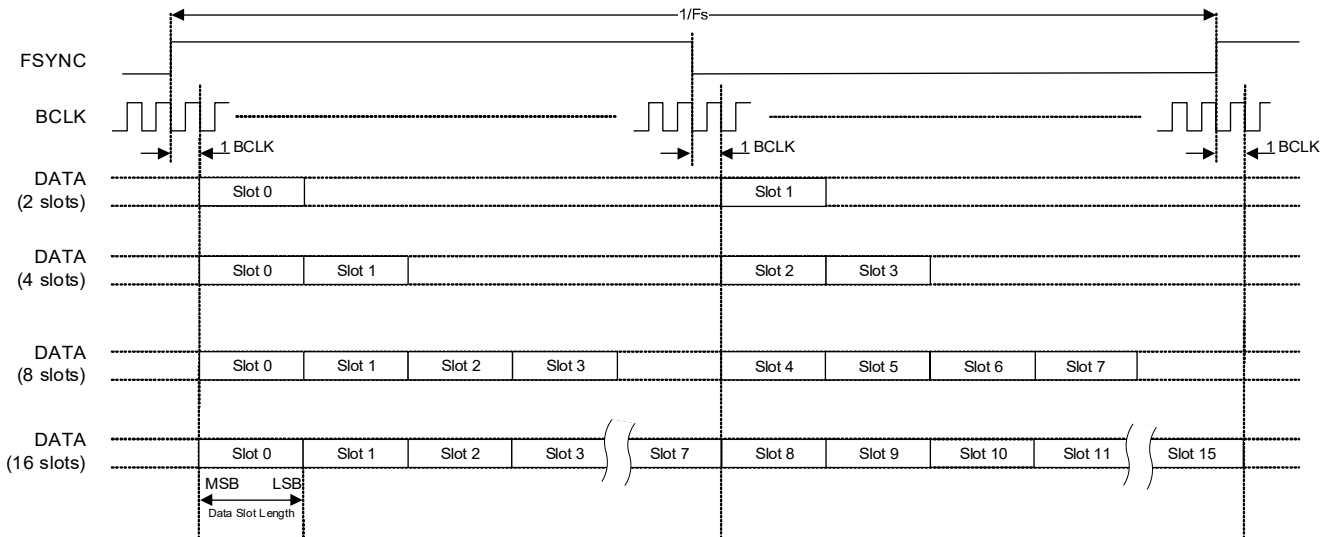 1/Fs
FSYNC
BCLK
1 BCLK 1 BCLK 1 BCLK
DATA
(2 slots)
Slot 0 Slot 1
DATA
(4 slots)
Slot 0 Slot 1 Slot 2 Slot 3
DATA
(8 slots)
Slot 0 Slot 1 Slot 2 Slot 3 Slot 4 Slot 5 Slot 6 Slot 7
DATA
(16 slots)
Slot 0 Slot 1 Slot 2 Slot 3 Slot 7 Slot 8 Slot 9 Slot 10 Slot 11 Slot 15
MSB LSB
Data Slot Length